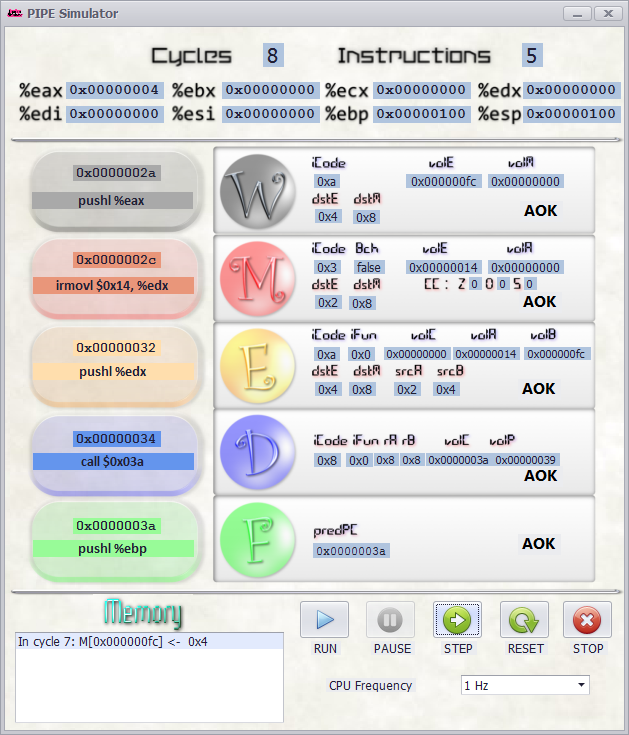 PIPE Simulator
Cycles 8 Instructions 5
%eax 0x00000004 %ebx 0x00000000 %ecx 0x00000000 %edx 0x00000000
%edi 0x00000000 %esi 0x00000000 %ebp 0x00000100 %esp 0x00000100
0x0000002a
pushl %eax
W
iCode valE valM
0xa 0x000000fc 0x00000000
dstE dstM
0x4 0x8
AOK
0x0000002c
irmovl $0x14, %edx
M
iCode Bch valE valA
0x3 false 0x00000014 0x00000000
dstE dstM CC: Z 0 O 0 S 0
0x2 0x8
AOK
0x00000032
pushl %edx
E
iCode iFun valC valA valB
0xa 0x0 0x00000000 0x00000014 0x000000fc
dstE dstM srcA srcB
0x4 0x8 0x2 0x4
AOK
0x00000034
call $0x03a
D
iCode iFun rA rB valC valP
0x8 0x0 0x8 0x8 0x0000003a 0x00000039
AOK
0x0000003a
pushl %ebp
F
predPC
0x0000003a
AOK
Memory
In cycle 7: M[0x000000fc] <- 0x4
RUN PAUSE STEP RESET STOP
CPU Frequency 1 Hz